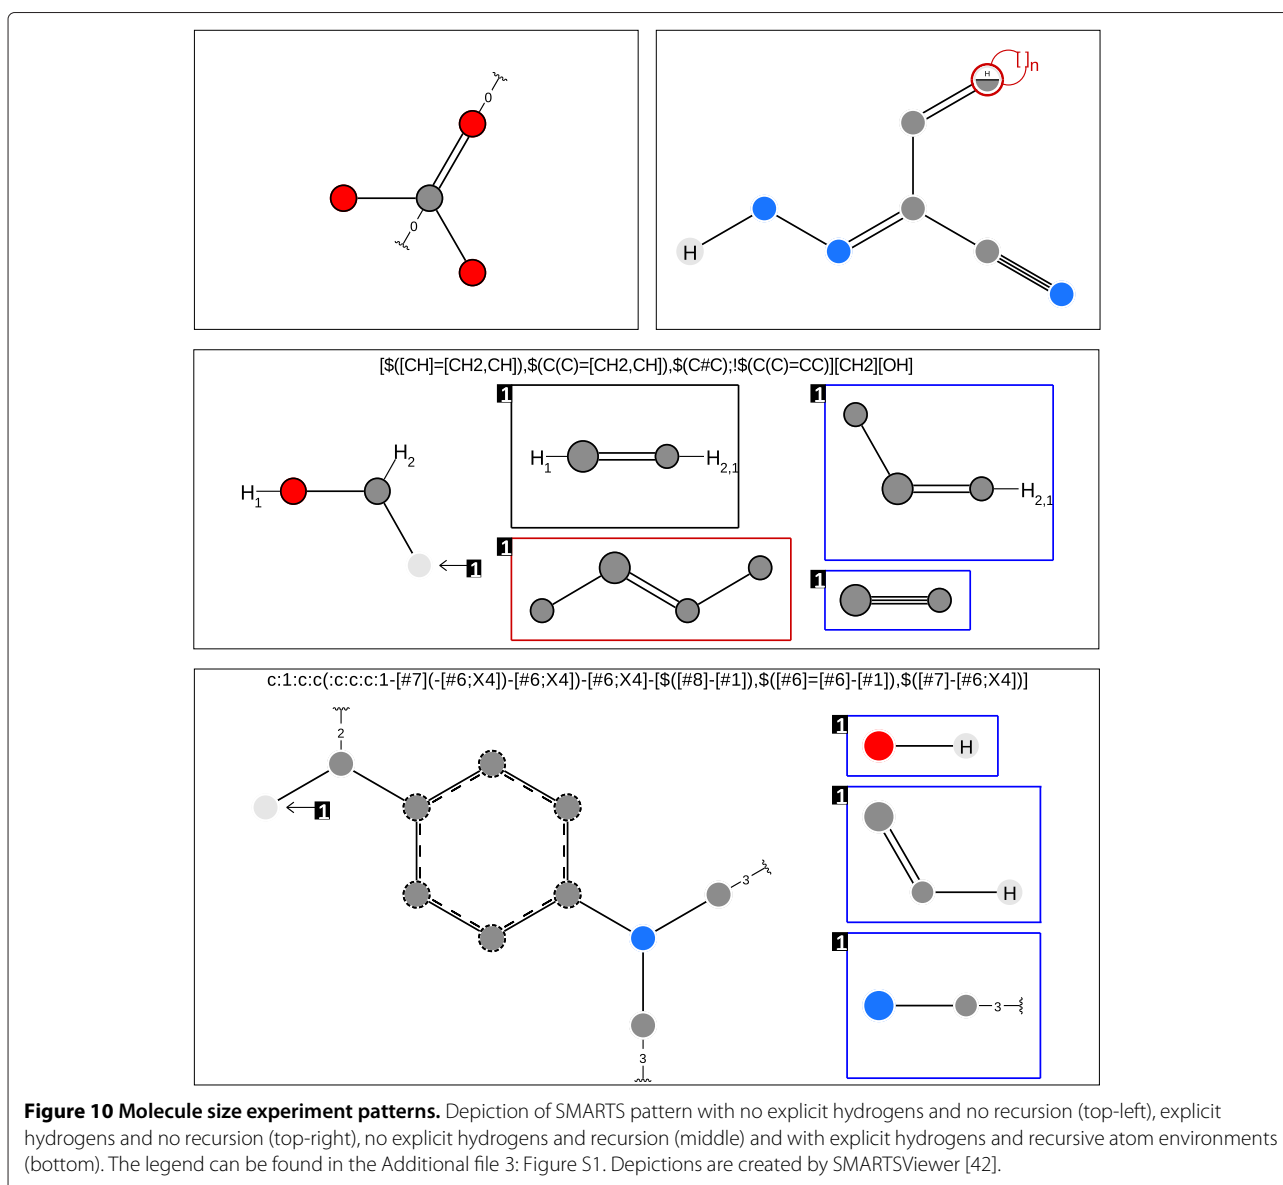 0
0
H
[ ]n
H
[$([CH]=[CH2,CH]),$(C(C)=[CH2,CH]),$(C#C);!$(C(C)=CC)][CH2][OH]
1
1
H1
H2,1
H2
H1
H2,1
1
1
1
c:1:c:c(:c:c:c:1-[#7](-[#6;X4])-[#6;X4])-[#6;X4]-[$([#8]-[#1]),$([#6]=[#6]-[#1]),$([#7]-[#6;X4])]
2
1
H
1
1
3
H
1
3
3
Figure 10 Molecule size experiment patterns. Depiction of SMARTS pattern with no explicit hydrogens and no recursion (top-left), explicit
hydrogens and no recursion (top-right), no explicit hydrogens and recursion (middle) and with explicit hydrogens and recursive atom environments
(bottom). The legend can be found in the Additional file 3: Figure S1. Depictions are created by SMARTSViewer [42].